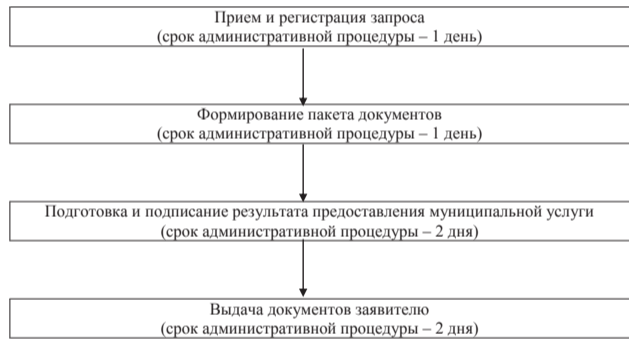 Прием и регистрация запроса
(срок административной процедуры – 1 день)
Формирование пакета документов
(срок административной процедуры – 1 день)
Подготовка и подписание результата предоставления муниципальной услуги
(срок административной процедуры – 2 дня)
Выдача документов заявителю
(срок административной процедуры – 2 дня)